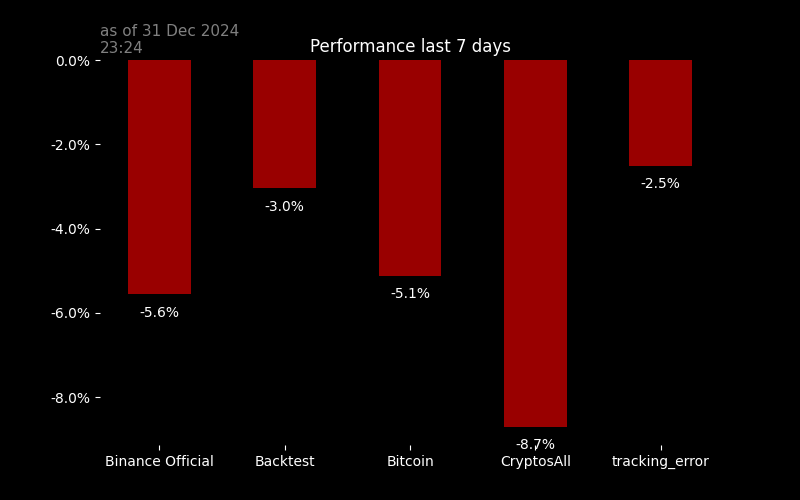 as of 31 Dec 2024
23:24
Performance last 7 days
0.0%
-2.0%
-4.0%
-6.0%
-8.0%
-5.6%
-3.0%
-5.1%
-8.7%
-2.5%
Binance Official
Backtest
Bitcoin
CryptosAll
tracking_error